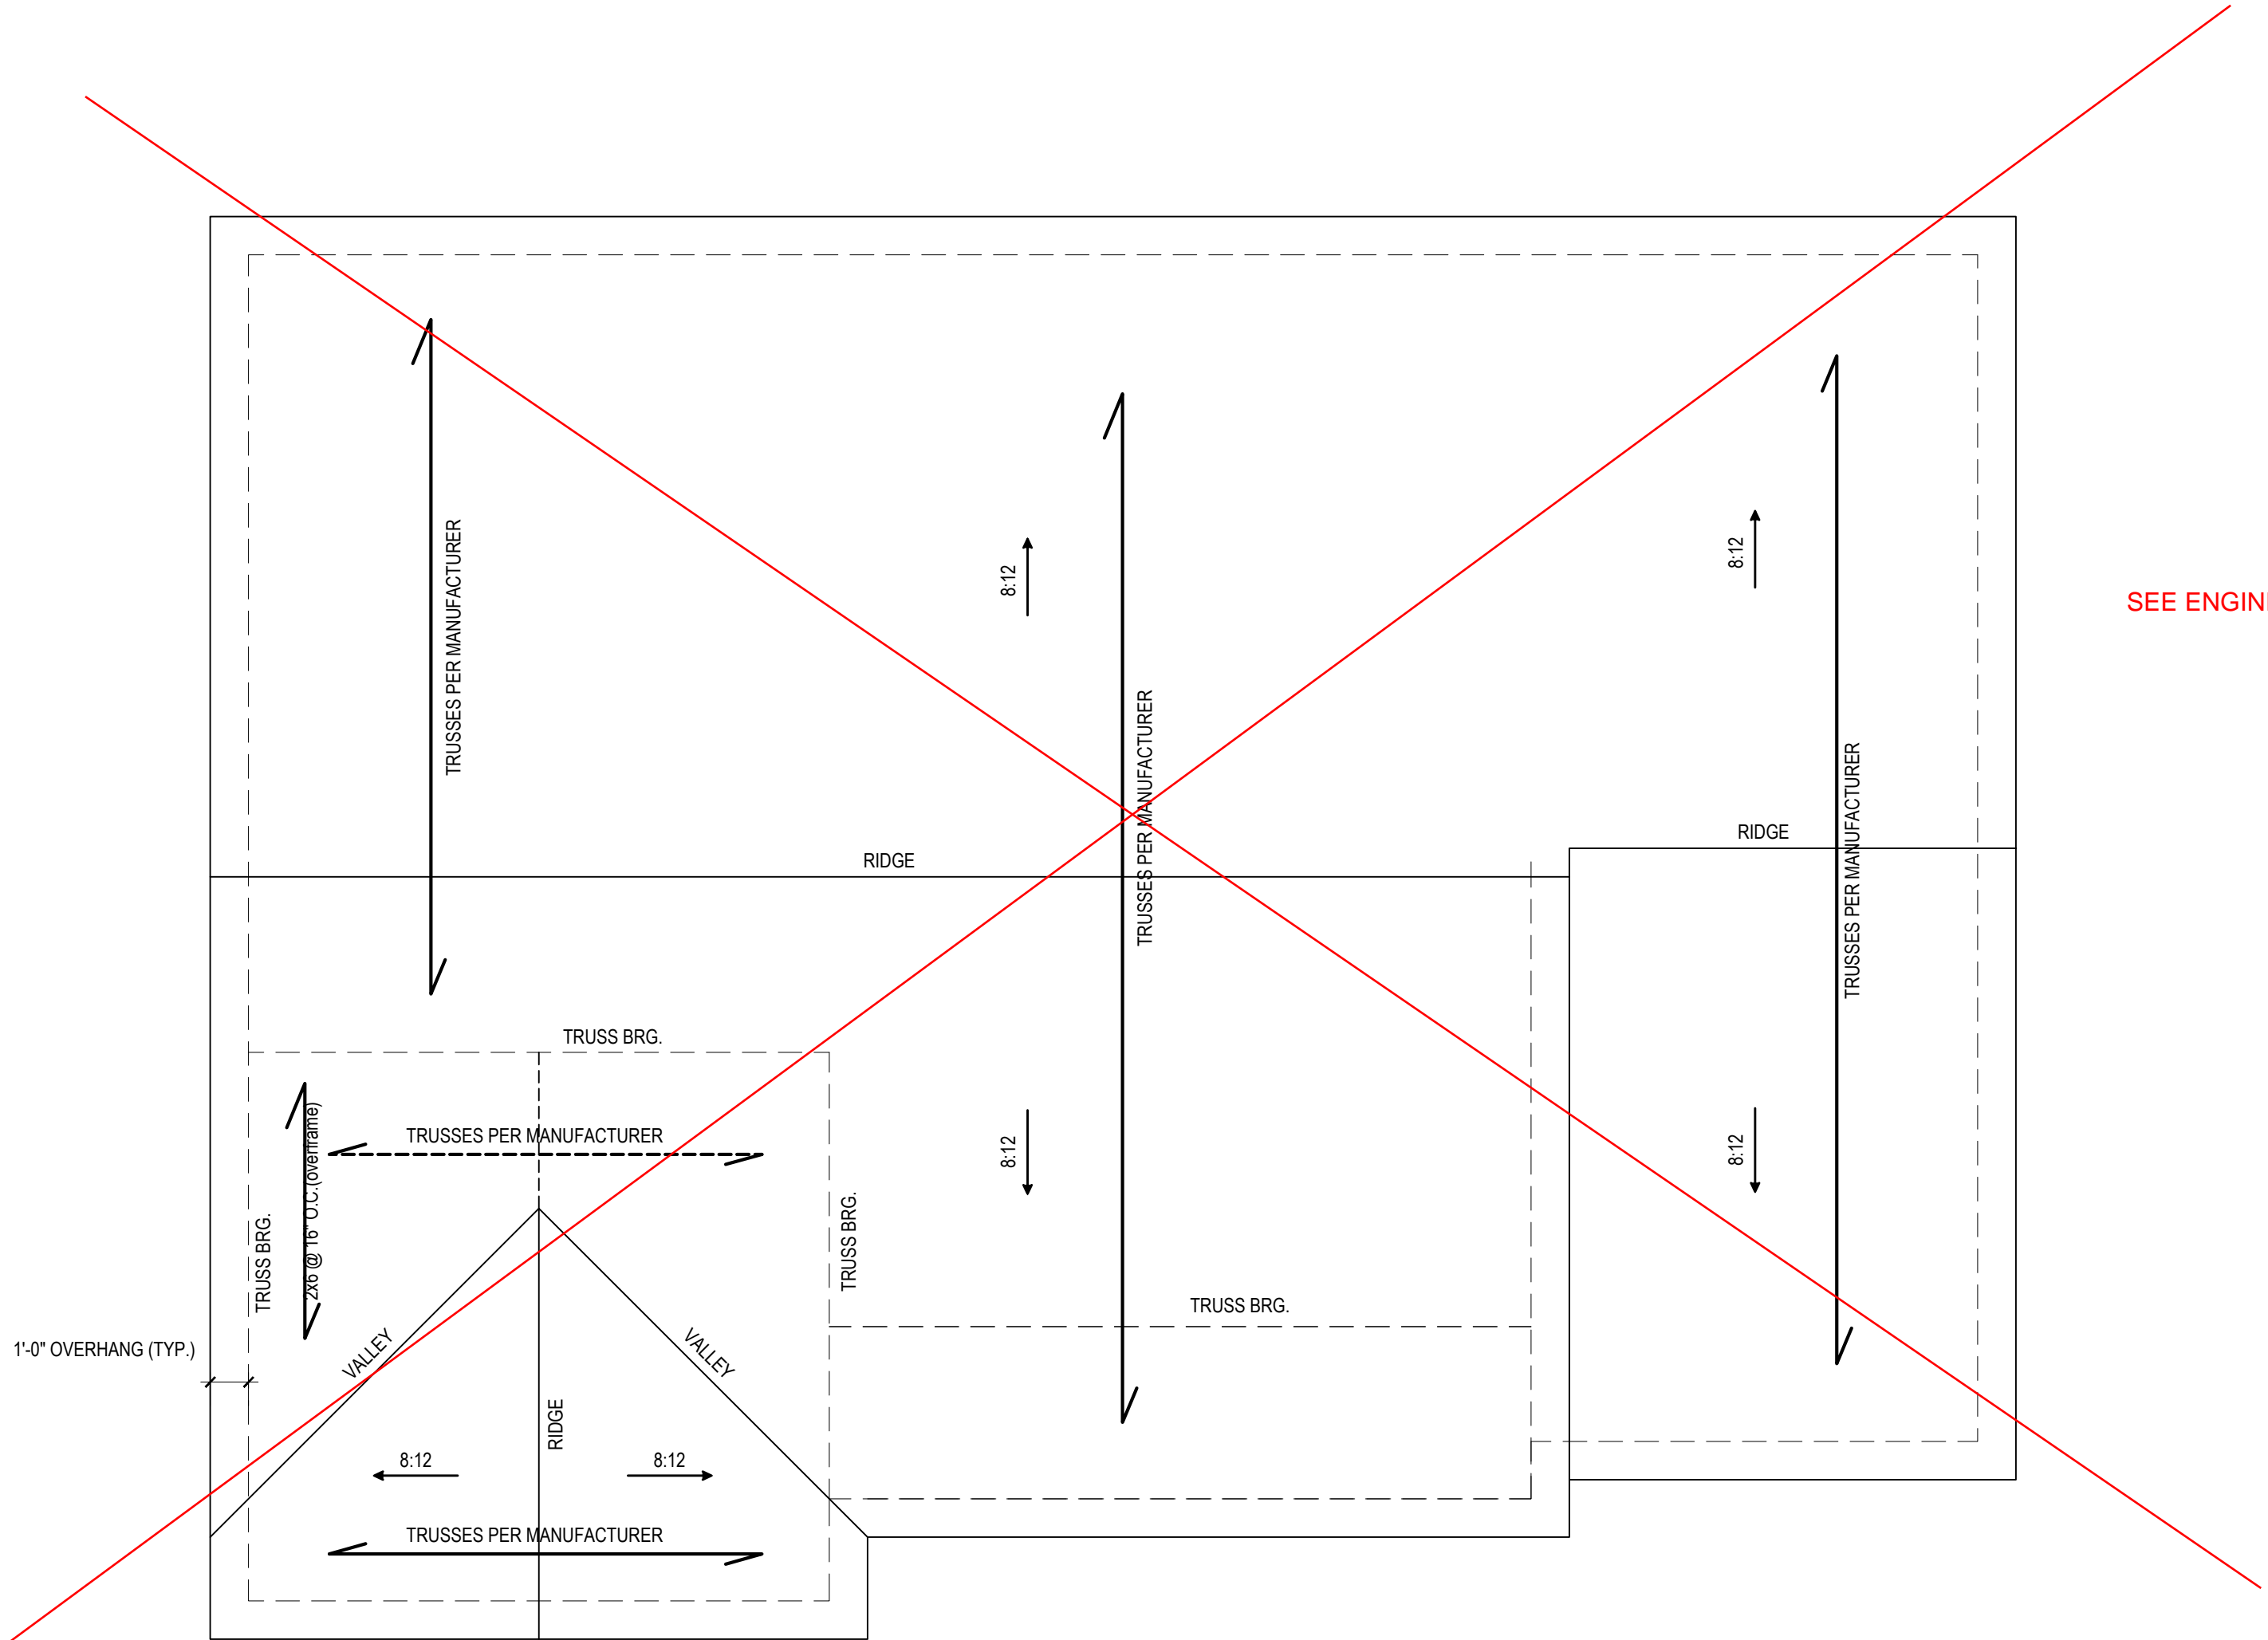 8:12
8:12
TRUSSES PER MANUFACTURER
SEE
TRUSSES PER MANUFACTURER
TRUSSES PER MANUFACTURER
RIDGE
RIDGE
TRUSS BRG.
TRUSSES PER MANUFACTURER
2x6 @ 16" O.C.(overframe)
8:12
8:12
TRUSS BRG.
TRUSS BRG.
TRUSS BRG.
1'-0" OVERHANG (TYP.)
VALLEY
VALLEY
RIDGE
8:12
8:12
TRUSSES PER MANUFACTURER